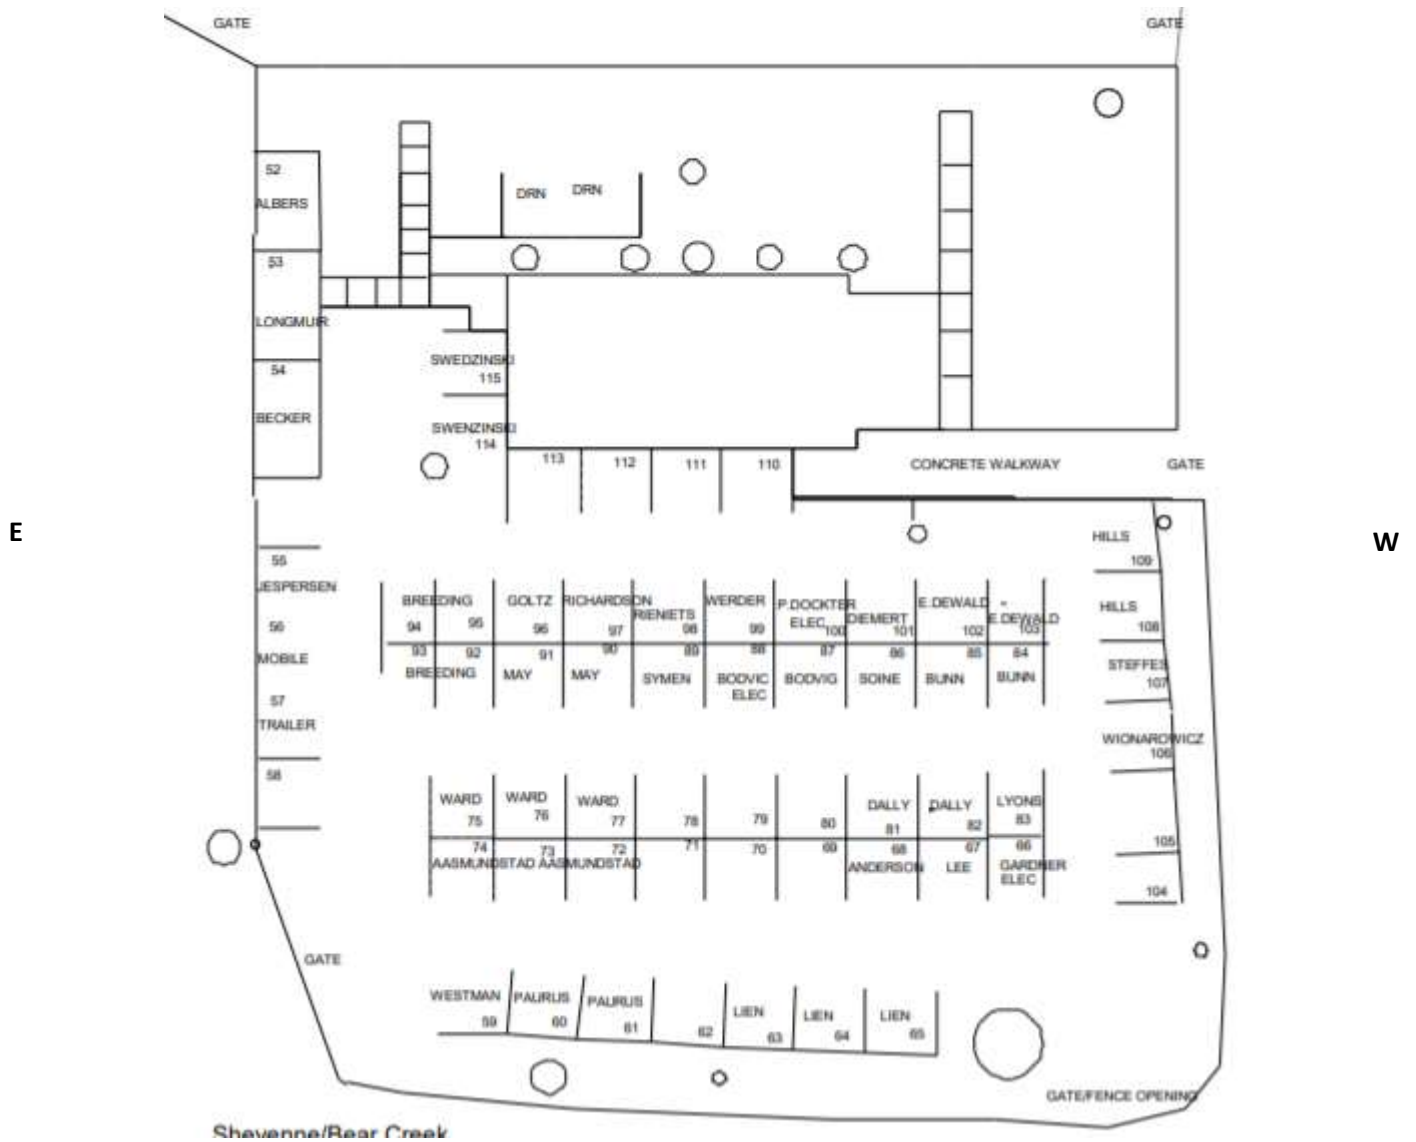 GATE
GATE
52
ALBERS
DRN
DRN
53
LONGMUIR
54
BECKER
SWEDZINSKI
115
SWENZINSKI
114
113
112
111
110
CONCRETE WALKWAY
GATE
E
W
55
JESPERSEN
56
MOBILE
57
TRAILER
58
HILLS
109
HILLS
108
STEFFES
107
WIONAROWICZ
106
105
104
BREEDING
GOLTZ
RICHARDSON
RIENIETS
WERDER
P.DOCKTER
ELEC
DIEMERT
E.DEWALD
E.DEWALD
94
95
96
97
98
99
100
101
102
103
93
92
91
90
89
88
87
86
85
84
BREEDING
MAY
MAY
SYMEN
BODVIC
ELEC
BODVIG
SOINE
BUNN
BUNN
WARD
WARD
WARD
DALLY
DALLY
LYONS
75
76
77
78
79
80
81
82
83
74
73
72
71
70
69
68
67
66
AASMUNDSTAD
AASMUNDSTAD
ANDERSON
LEE
GARDNER
ELEC
GATE
WESTMAN
PAURUS
PAURUS
LIEN
LIEN
LIEN
59
60
61
62
63
64
65
GATE/FENCE OPENING
Sheyenne/Bear Creek